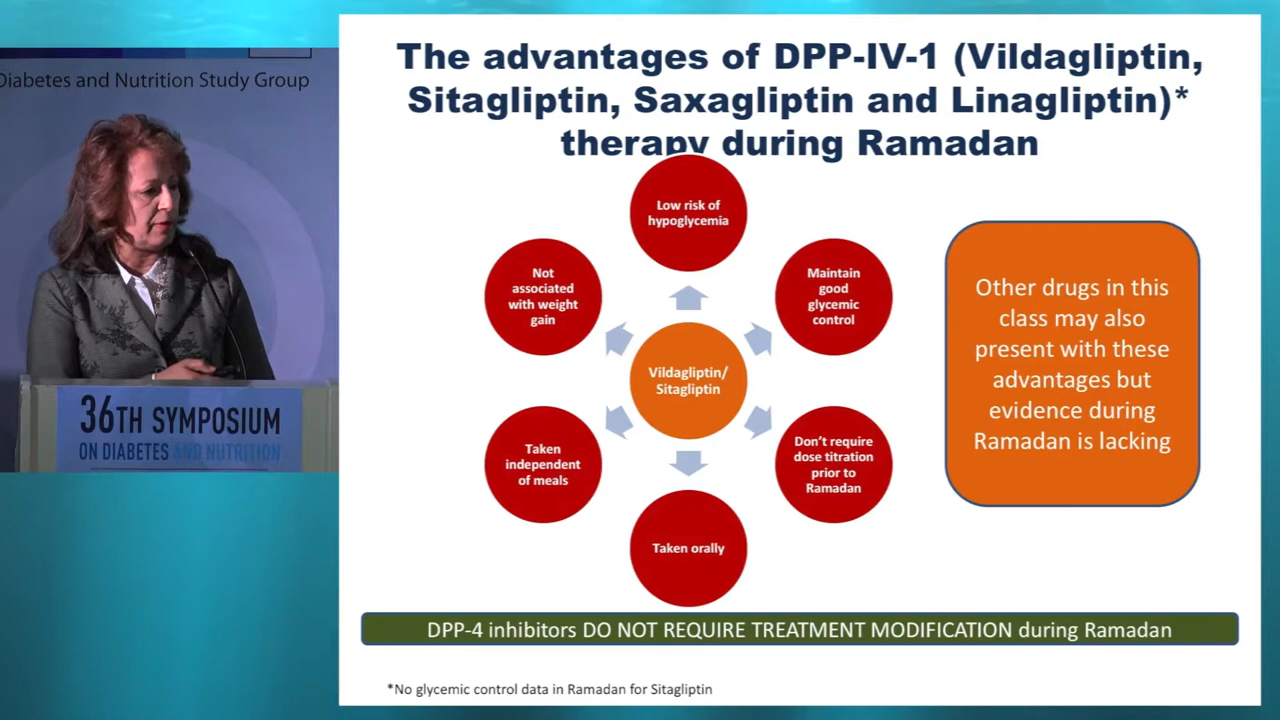 Diabetes and Nutrition Study Group
36TH SYMPOSIUM
ON DIABETES AND NUTRITION
The advantages of DPP-IV-1 (Vildagliptin,
Sitagliptin, Saxagliptin and Linagliptin)*
therapy during Ramadan
Low risk of
hypoglycemia
Not
associated
with weight
gain
Maintain
good
glycemic
control
Vildagliptin/
Sitagliptin
Taken
independent
of meals
Don't require
dose titration
prior to
Ramadan
Taken orally
Other drugs in this
class may also
present with these
advantages but
evidence during
Ramadan is lacking
DPP-4 inhibitors DO NOT REQUIRE TREATMENT MODIFICATION during Ramadan
*No glycemic control data in Ramadan for Sitagliptin